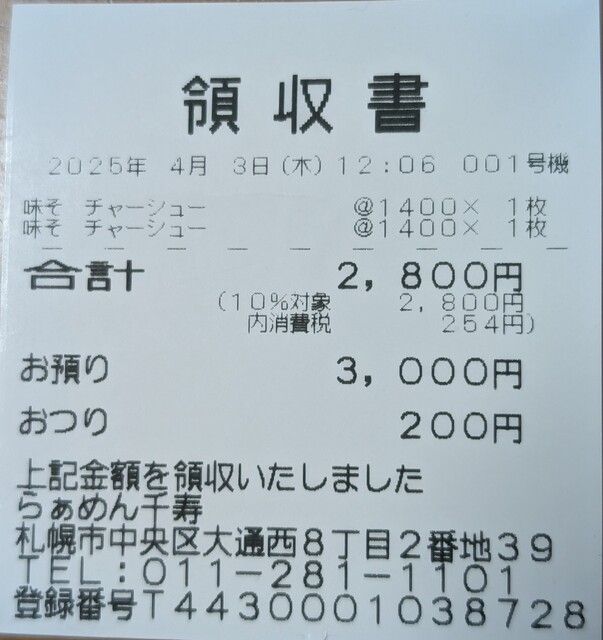 領収書
2025年 4月 3日(木)12:06 001号機
味そ チャーシュー @1400× 1枚
味そ チャーシュー @1400× 1枚
合計 2,800円
(10%対象 2,800円
内消費税 254円)
お預り 3,000円
おつり 200円
上記金額を領収いたしました
らぁめん千寿
札幌市中央区大通西8丁目2番地39
TEL:011-281-1101
登録番号T4430001038728